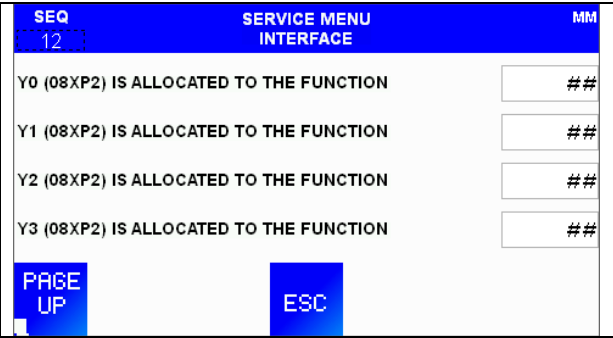 SEQ SERVICE MENU MM
12 INTERFACE
Y0 (08XP2) IS ALLOCATED TO THE FUNCTION ##
Y1 (08XP2) IS ALLOCATED TO THE FUNCTION ##
Y2 (08XP2) IS ALLOCATED TO THE FUNCTION ##
Y3 (08XP2) IS ALLOCATED TO THE FUNCTION ##
PAGE
UP ESC